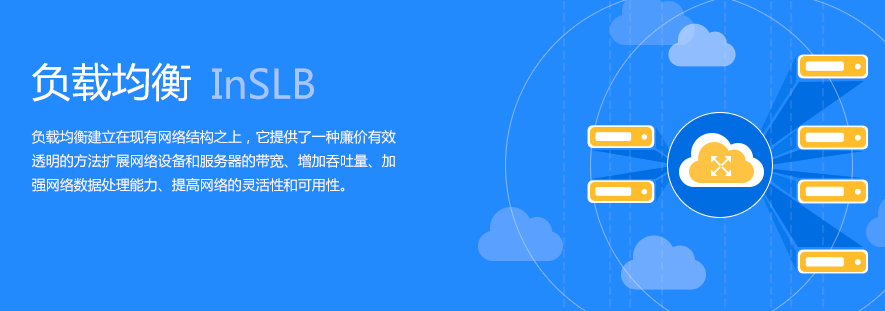 负载均衡 InSLB
负载均衡建立在现有网络结构之上，它提供了一种廉价有效
透明的方法扩展网络设备和服务器的带宽、增加吞吐量、加
强网络数据处理能力、提高网络的灵活性和可用性。